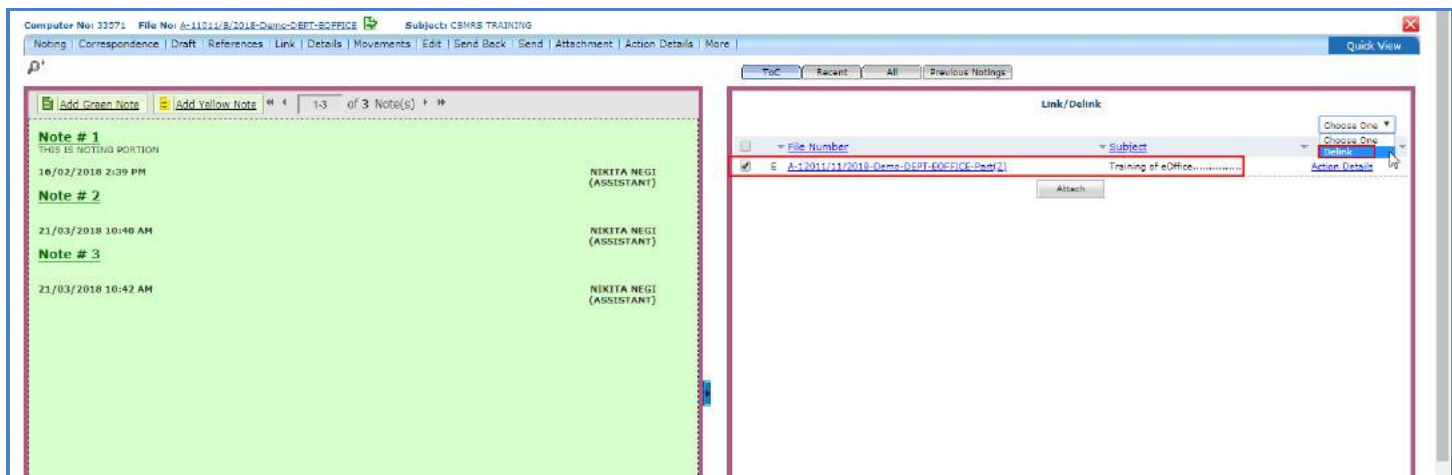 Computer No: 33571 File No: A-11011/8/2018-Demo-DEPT-EOFFICE Subject: CSMRS TRAINING
Noting | Correspondence | Draft | References | Link | Details | Movements | Edit | Send Back | Send | Attachment | Action Details | More |
Quick View
ToC Recent All Previous Notings
Add Green Note Add Yellow Note 1-3 of 3 Note(s)
Note # 1
THIS IS NOTING PORTION
16/02/2018 2:39 PM NIKITA NEGI
(ASSISTANT)
Note # 2
21/03/2018 10:40 AM NIKITA NEGI
(ASSISTANT)
Note # 3
21/03/2018 10:42 AM NIKITA NEGI
(ASSISTANT)
Link/Delink
Choose One
Choose One
Delink
File Number Subject
E A-12011/11/2018-Demo-DEPT-EOFFICE-Part(2) Training of eOffice............... Action Details
Attach